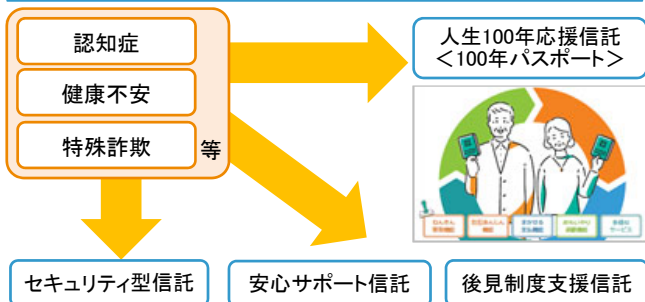 認知症
健康不安
特殊詐欺
等
人生100年応援信託
＜100年パスポート＞
セキュリティ型信託
安心サポート信託
後見制度支援信託